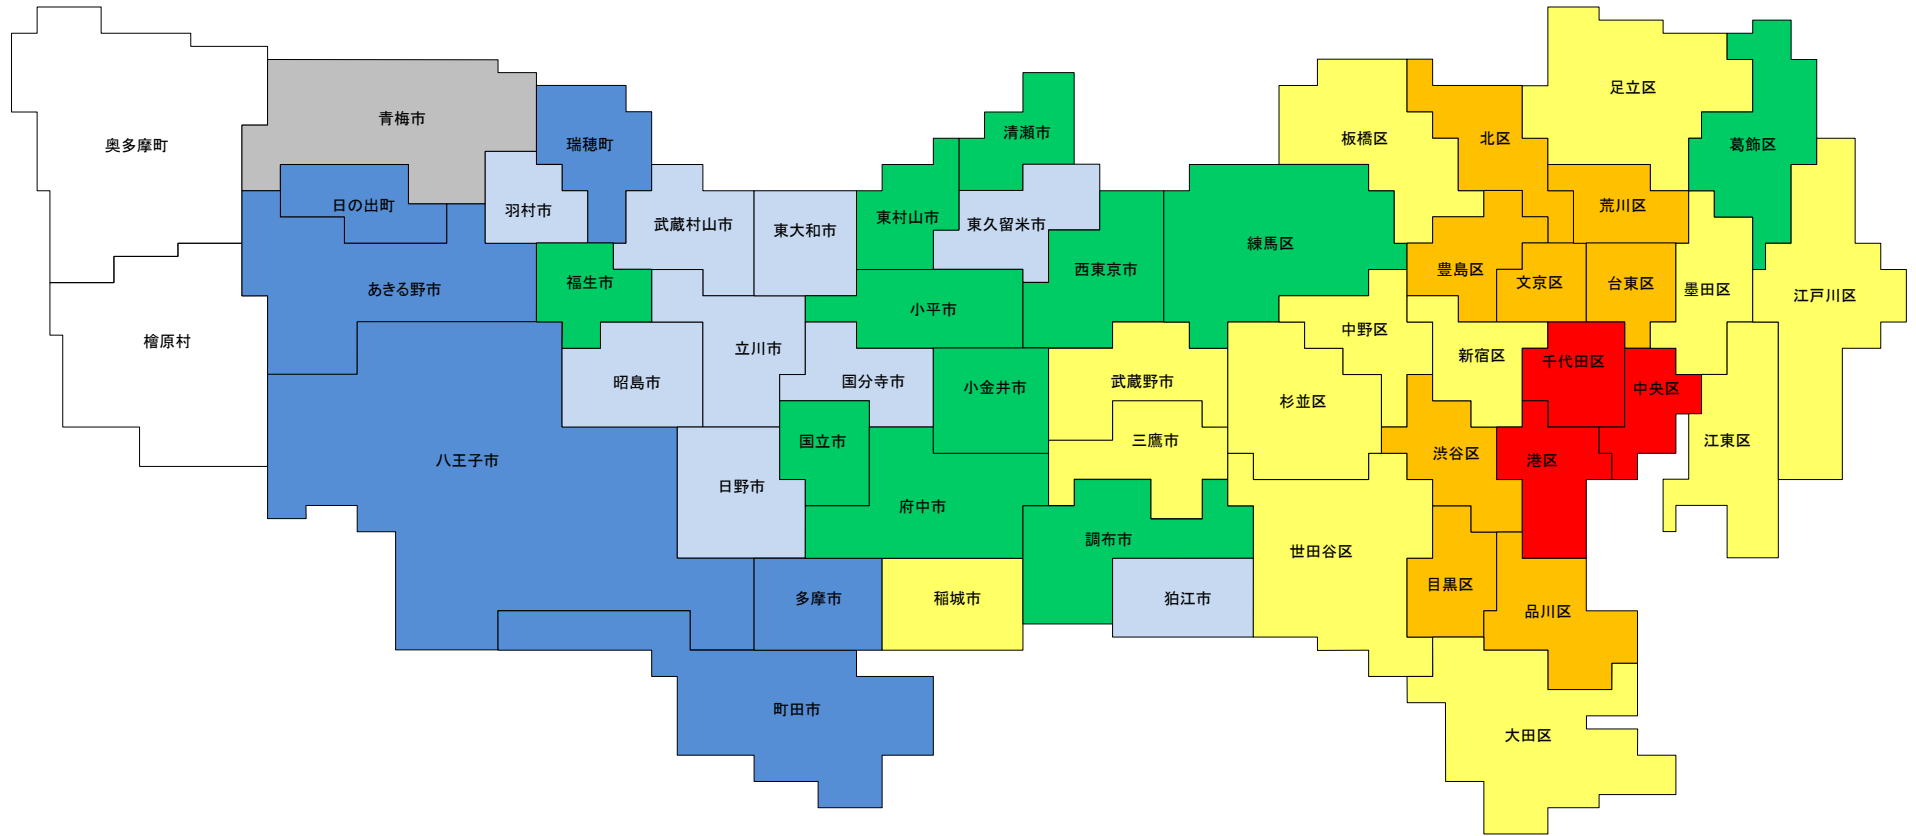 足立区
青梅市
清瀬市
板橋区
北区
奥多摩町
瑞穂町
葛飾区
日の出町
羽村市
武蔵村山市
東大和市
東村山市
東久留米市
荒川区
練馬区
西東京市
豊島区
文京区
台東区
墨田区
江戸川区
あきる野市
福生市
小平市
檜原村
中野区
新宿区
立川市
千代田区
昭島市
国分寺市
小金井市
武蔵野市
中央区
杉並区
国立市
三鷹市
江東区
八王子市
渋谷区
港区
日野市
府中市
調布市
世田谷区
多摩市
稲城市
狛江市
目黒区
品川区
町田市
大田区